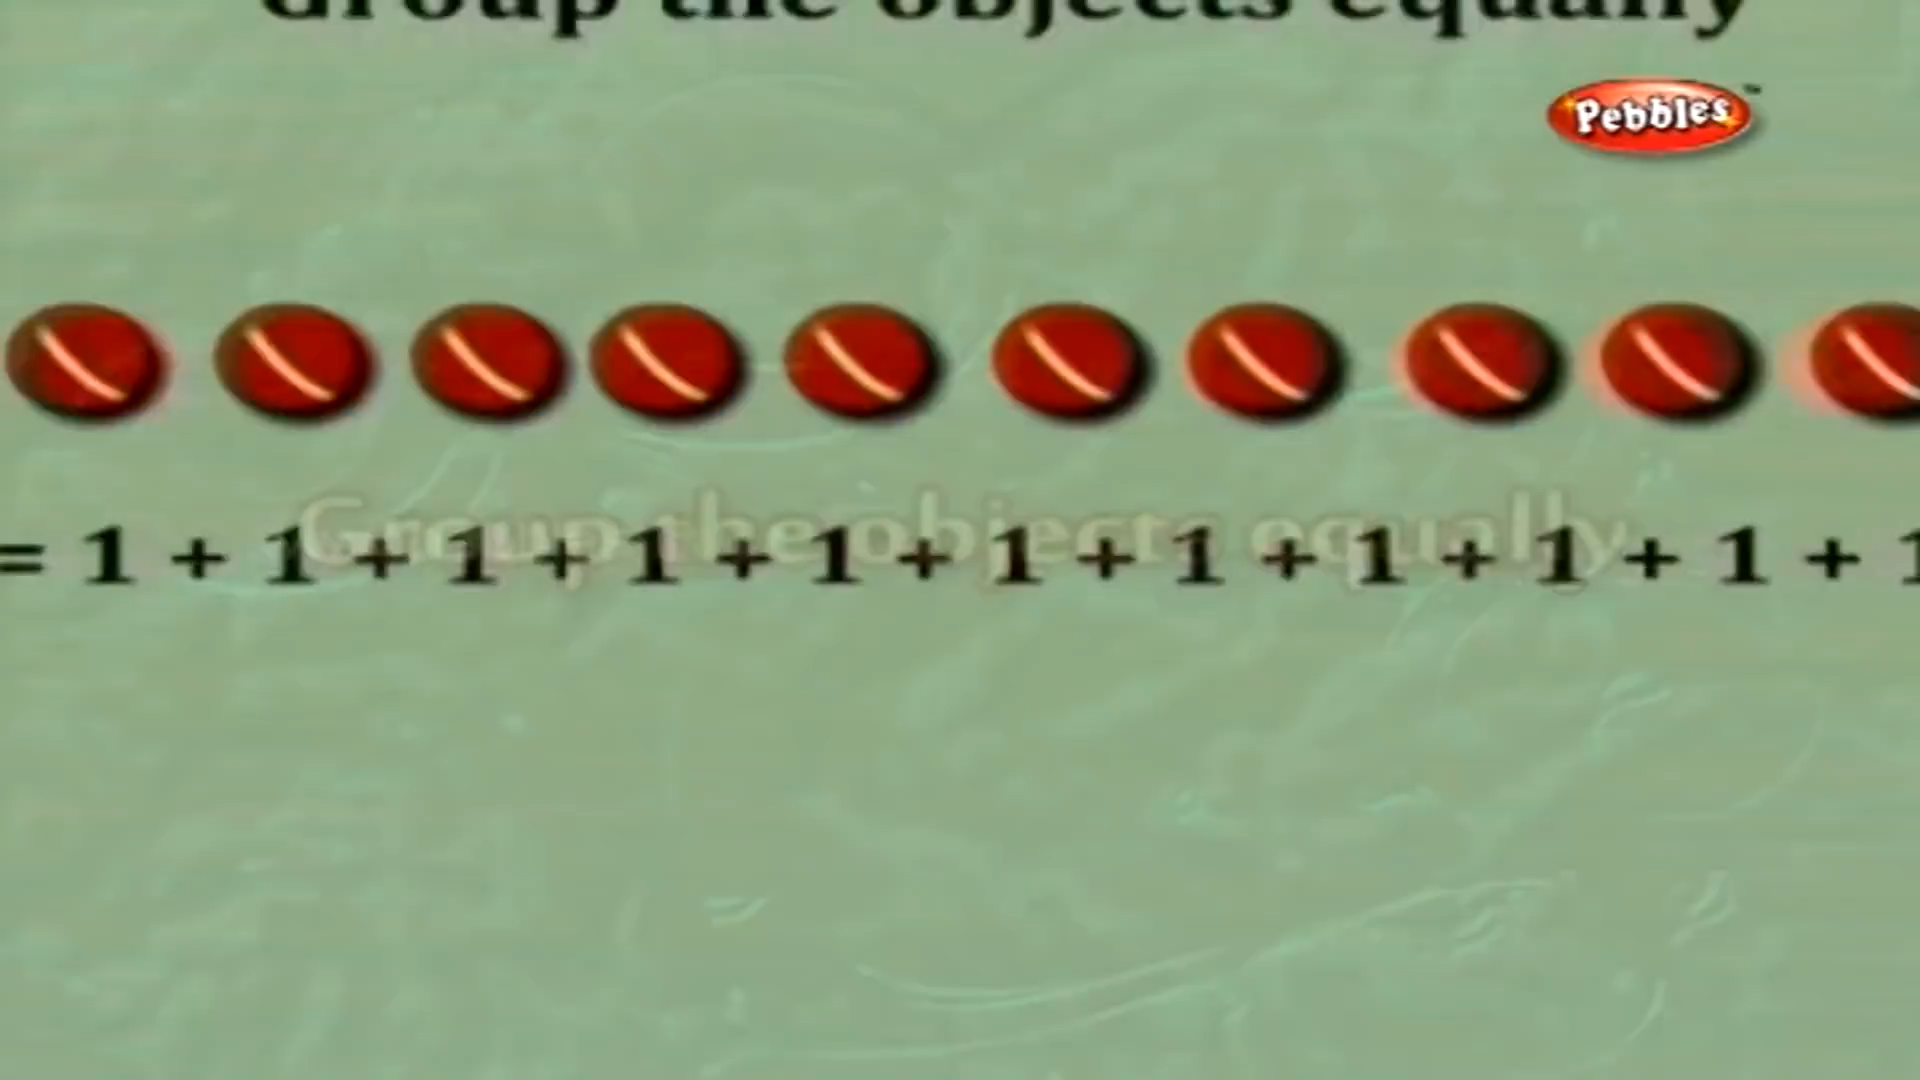 Group the objects equally
Pebbles
Group the objects equally
= 1 + 1 + 1 + 1 + 1 + 1 + 1 + 1 + 1 + 1 + 1